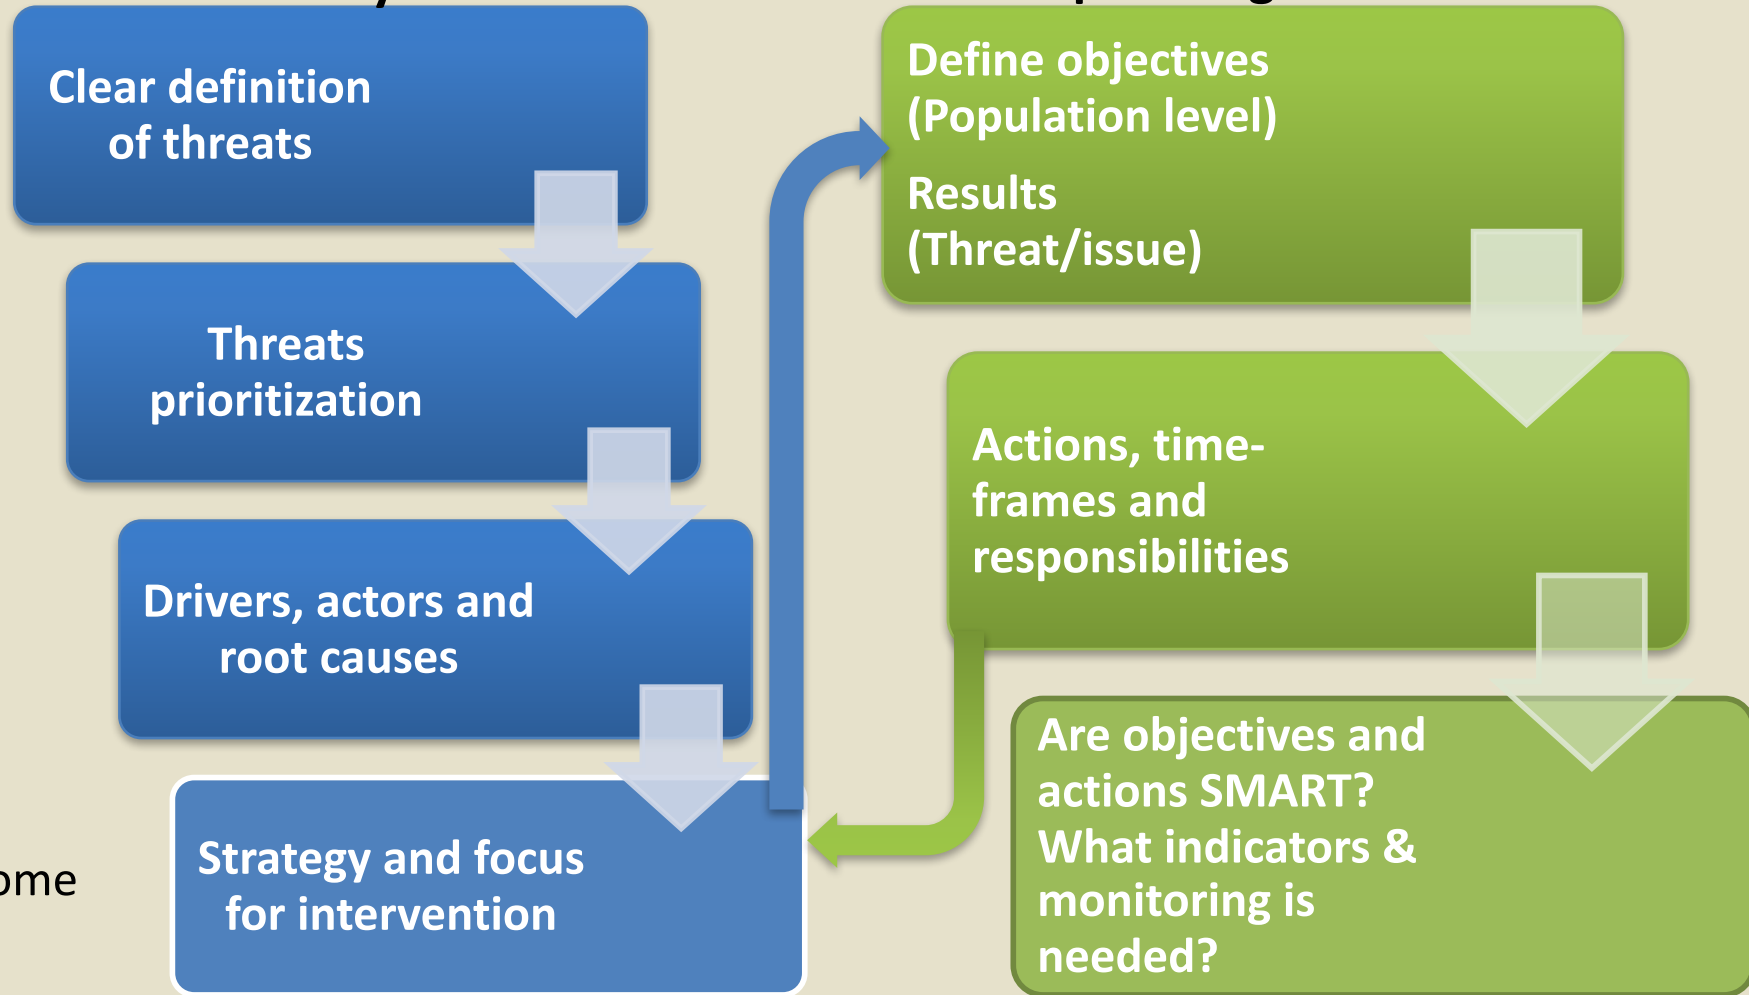 Clear definition
of threats
Threats
prioritization
Drivers, actors and
root causes
Strategy and focus
for intervention
Define objectives
(Population level)
Results
(Threat/issue)
Actions, time-
frames and
responsibilities
Are objectives and
actions SMART?
What indicators &
monitoring is
needed?